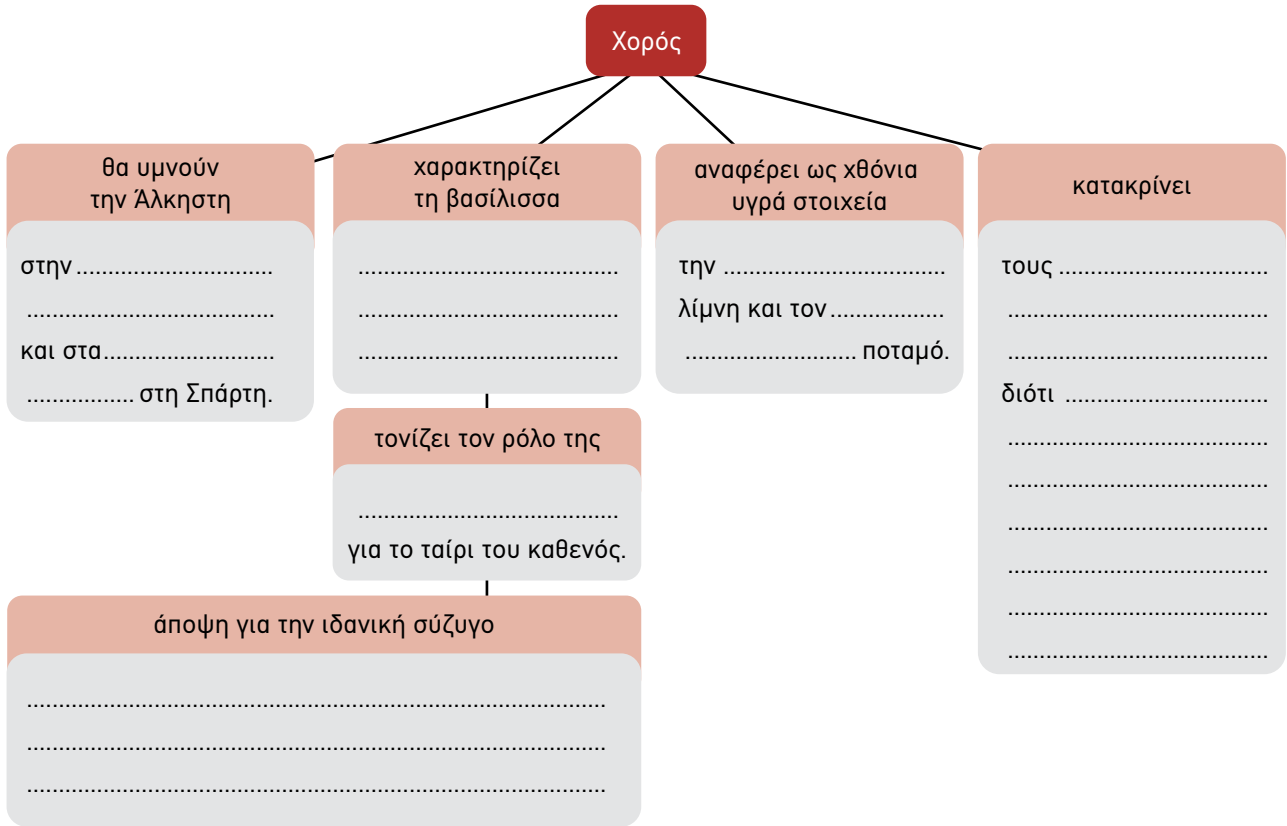 Χορός
θα υμνούν
την Άλκηστη
στην ...............................
.......................................
και στα...........................
................. στη Σπάρτη.
χαρακτηρίζει
τη βασίλισσα
.........................................
.........................................
.........................................
τονίζει τον ρόλο της
.........................................
για το ταίρι του καθενός.
άποψη για την ιδανική σύζυγο
............................................................................................
............................................................................................
............................................................................................
αναφέρει ως χθόνια
υγρά στοιχεία
την ...................................
λίμνη και τον ..................
........................... ποταμό.
κατακρίνει
τους .................................
.........................................
.........................................
διότι ................................
.........................................
.........................................
.........................................
.........................................
.........................................
.........................................